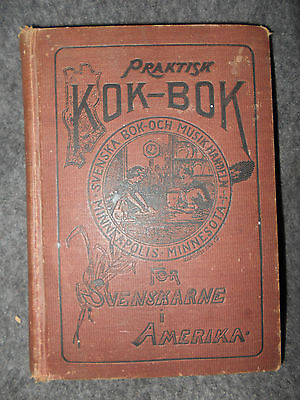 PRAKTISK
KOK-BOK
SVENSKA BOK- OCH MUSIKHANDELN
MINNEAPOLIS - MINNESOTA
FÖR
SVENSKARNE
i
AMERIKA.